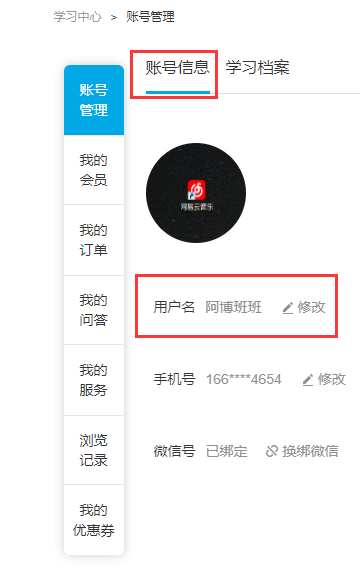 学习中心 > 账号管理
账号信息 学习档案
账号
管理
我的
会员
我的
订单
我的
问答
我的
服务
浏览
记录
我的
优惠券
网易云音乐
用户名 阿博班班 修改
手机号 166****4654 修改
微信号 已绑定 换绑微信